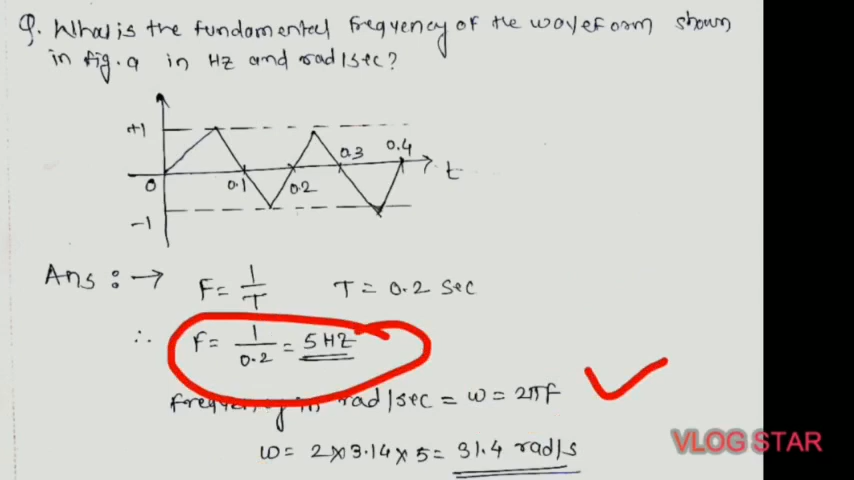 Q. What is the fundamental frequency of the waveform shown
in fig. a in Hz and rad/sec?
+1
0.3
0.4
t
0
0.1
0.2
-1
Ans :→
F = 1/T
T = 0.2 sec
∴ F = 1/0.2 = 5 HZ
frequency in rad/sec = ω = 2πf
ω = 2×3.14×5 = 31.4 rad/s
VLOG STAR